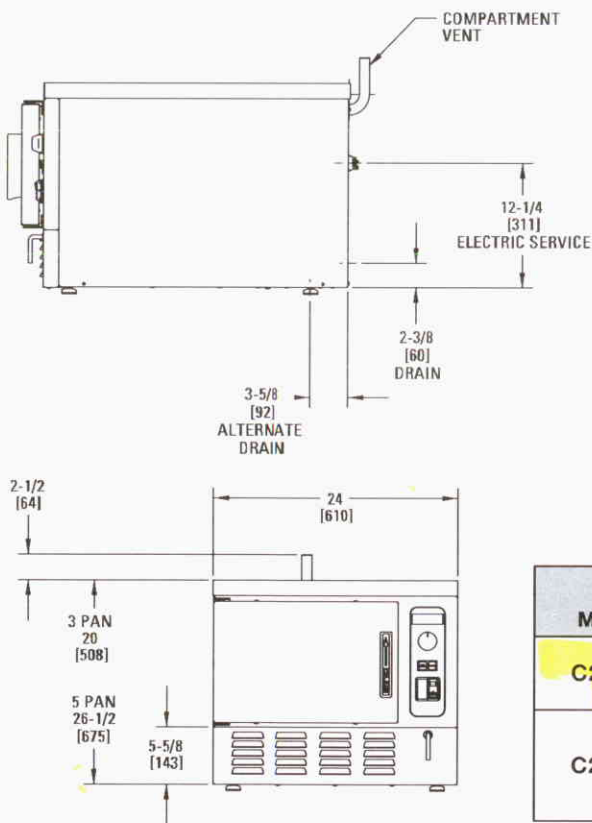 COMPARTMENT
VENT
12-1/4
[311]
ELECTRIC SERVICE
2-3/8
[60]
DRAIN
3-5/8
[92]
ALTERNATE
DRAIN
2-1/2
[64]
24
[610]
3 PAN
20
[508]
5 PAN
26-1/2
[675]
5-5/8
[143]
M
C2
C2